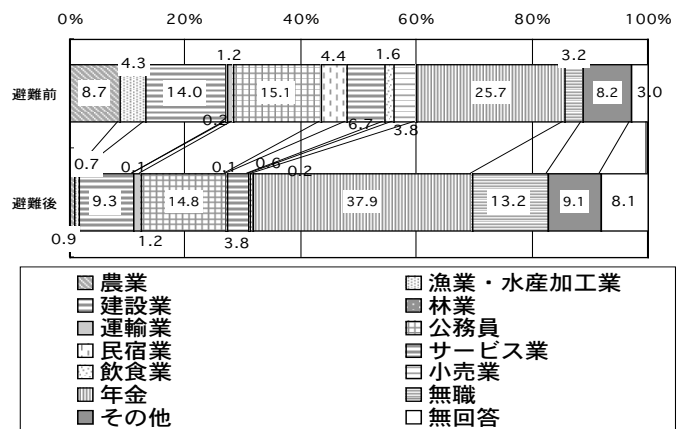 0% 20% 40% 60% 80% 100%
4.3 1.2 4.4 1.6 3.2
避難前 8.7 14.0 15.1 25.7 8.2 3.0
0.2 6.7 3.8
0.7 0.1 0.1 0.6 0.2
避難後 9.3 14.8 37.9 13.2 9.1 8.1
0.9 1.2 3.8
農業 漁業・水産加工業
建設業 林業
運輸業 公務員
民宿業 サービス業
飲食業 小売業
年金 無職
その他 無回答